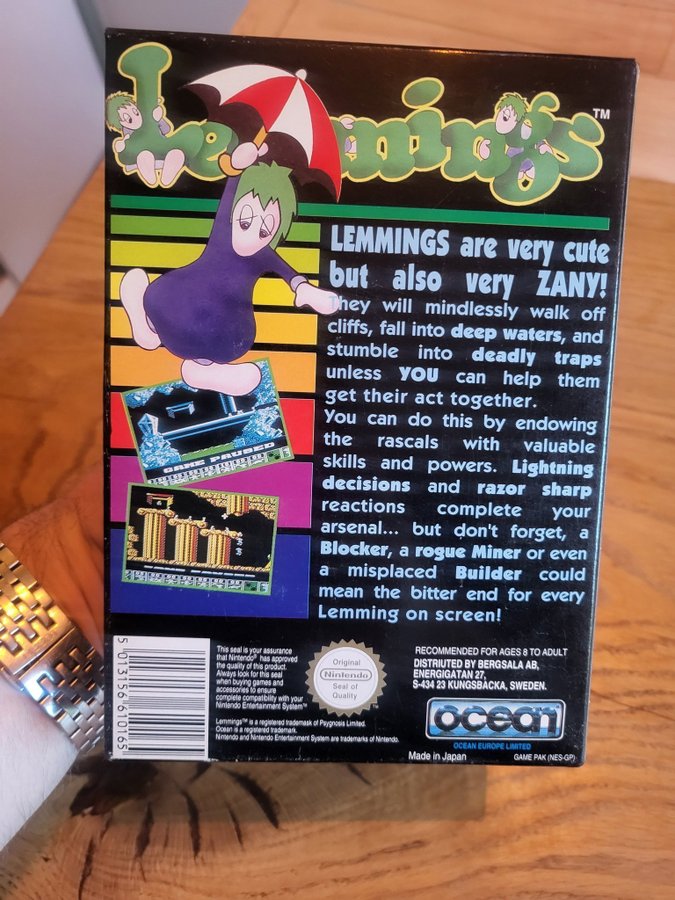 Lemmings™
LEMMINGS are very cute
but also very ZANY!
They will mindlessly walk off
cliffs, fall into deep waters, and
stumble into deadly traps
unless YOU can help them
get their act together.
You can do this by endowing
the rascals with valuable
skills and powers. Lightning
decisions and razor sharp
reactions complete your
arsenal... but don't forget, a
Blocker, a rogue Miner or even
a misplaced Builder could
mean the bitter end for every
Lemming on screen!
GAME PAUSED
5 013156 610165
This seal is your assurance
that Nintendo® has approved
the quality of this product.
Always look for this seal
when buying games and
accessories to ensure
complete compatibility with your
Nintendo Entertainment System™
Lemmings™ is a registered trademark of Psygnosis Limited.
Ocean is a registered trademark.
Nintendo and Nintendo Entertainment System are trademarks of Nintendo.
Original
Nintendo
Seal of
Quality
RECOMMENDED FOR AGES 8 TO ADULT
DISTRIUTED BY BERGSALA AB,
ENERGIGATAN 27,
S-434 23 KUNGSBACKA, SWEDEN.
ocean
OCEAN EUROPE LIMITED
Made in Japan
GAME PAK (NES-GP)